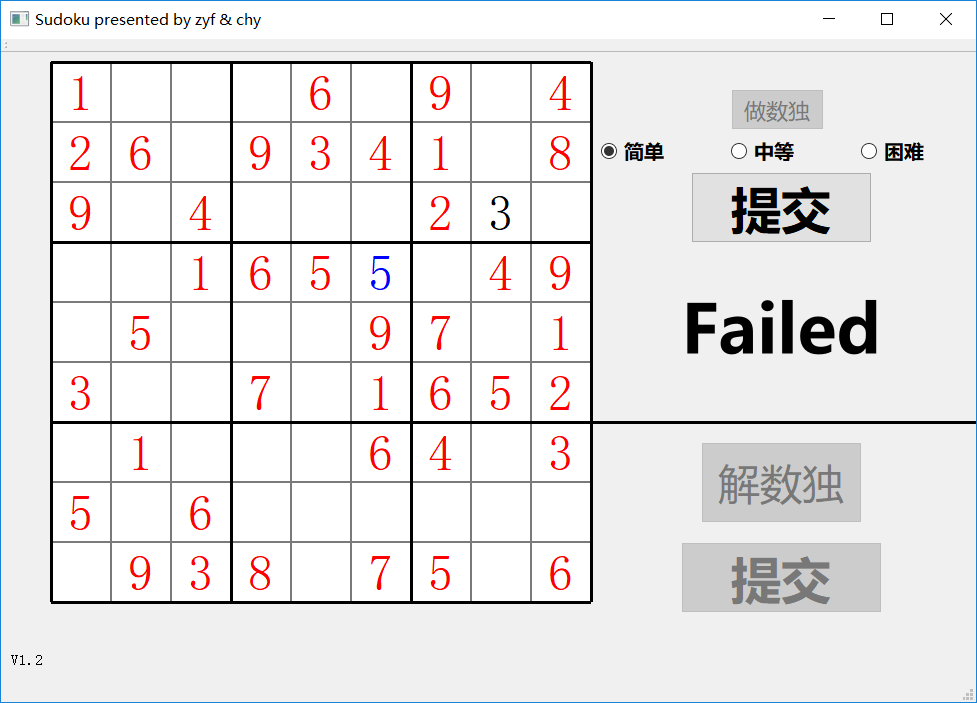 Sudoku presented by zyf & chy
1 6 9 4
做数独
2 6 9 3 4 1 8
简单 中等 困难
9 4 2 3
提交
1 6 5 5 4 9
5 9 7 1
Failed
3 7 1 6 5 2
1 6 4 3
解数独
5 6
9 3 8 7 5 6
提交
V1.2